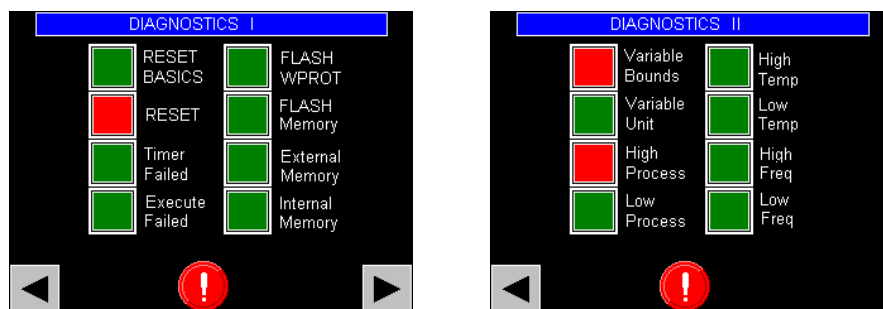 DIAGNOSTICS I
RESET
BASICS
FLASH
WPROT
RESET
FLASH
Memory
Timer
Failed
External
Memory
Execute
Failed
Internal
Memory
!
DIAGNOSTICS II
Variable
Bounds
High
Temp
Variable
Unit
Low
Temp
High
Process
High
Freq
Low
Process
Low
Freq
!